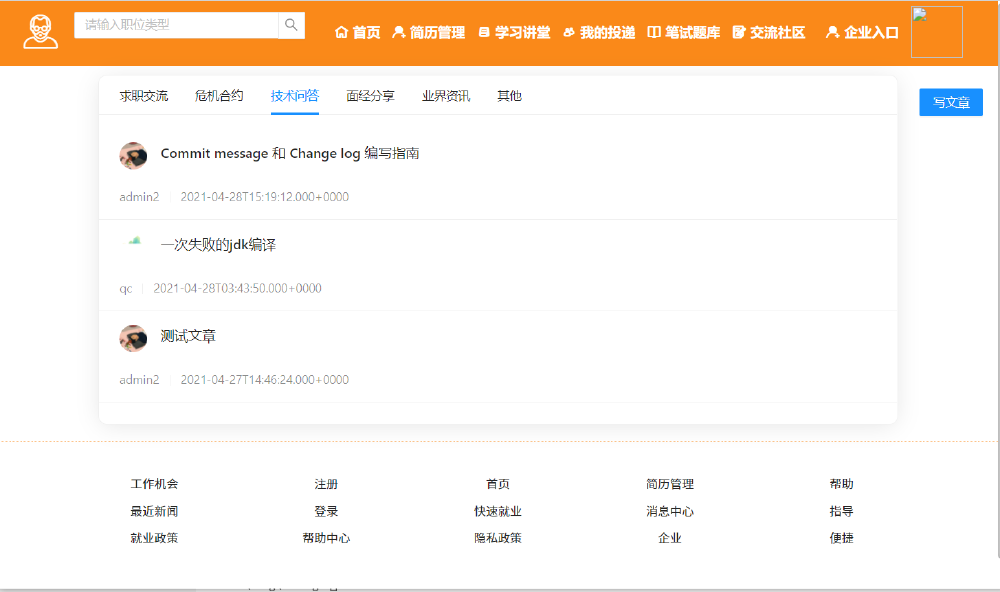 请输入职位类型
首页 简历管理 学习讲堂 我的投递 笔试题库 交流社区 企业入口
求职交流 危机合约 技术问答 面经分享 业界资讯 其他
写文章
Commit message 和 Change log 编写指南
admin2 2021-04-28T15:19:12.000+0000
一次失败的jdk编译
qc 2021-04-28T03:43:50.000+0000
测试文章
admin2 2021-04-27T14:46:24.000+0000
工作机会 注册 首页 简历管理 帮助
最近新闻 登录 快速就业 消息中心 指导
就业政策 帮助中心 隐私政策 企业 便捷